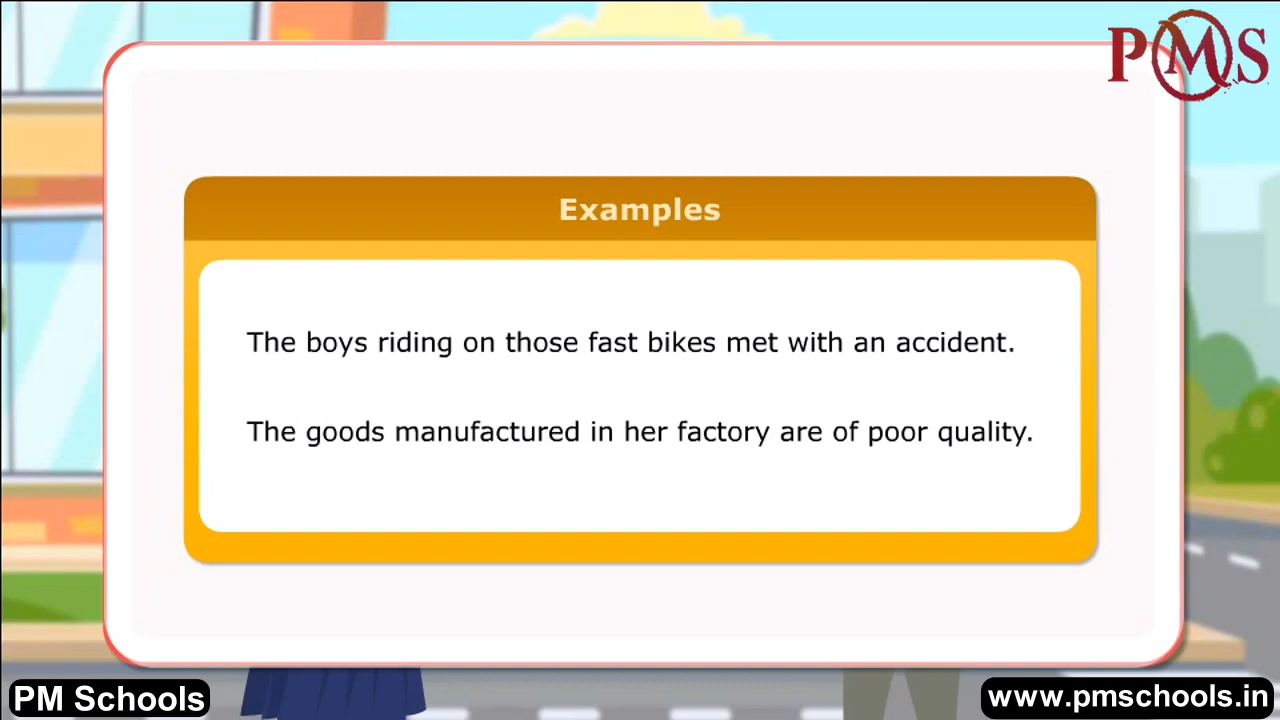 PMS
Examples
The boys riding on those fast bikes met with an accident.
The goods manufactured in her factory are of poor quality.
PM Schools
www.pmschools.in